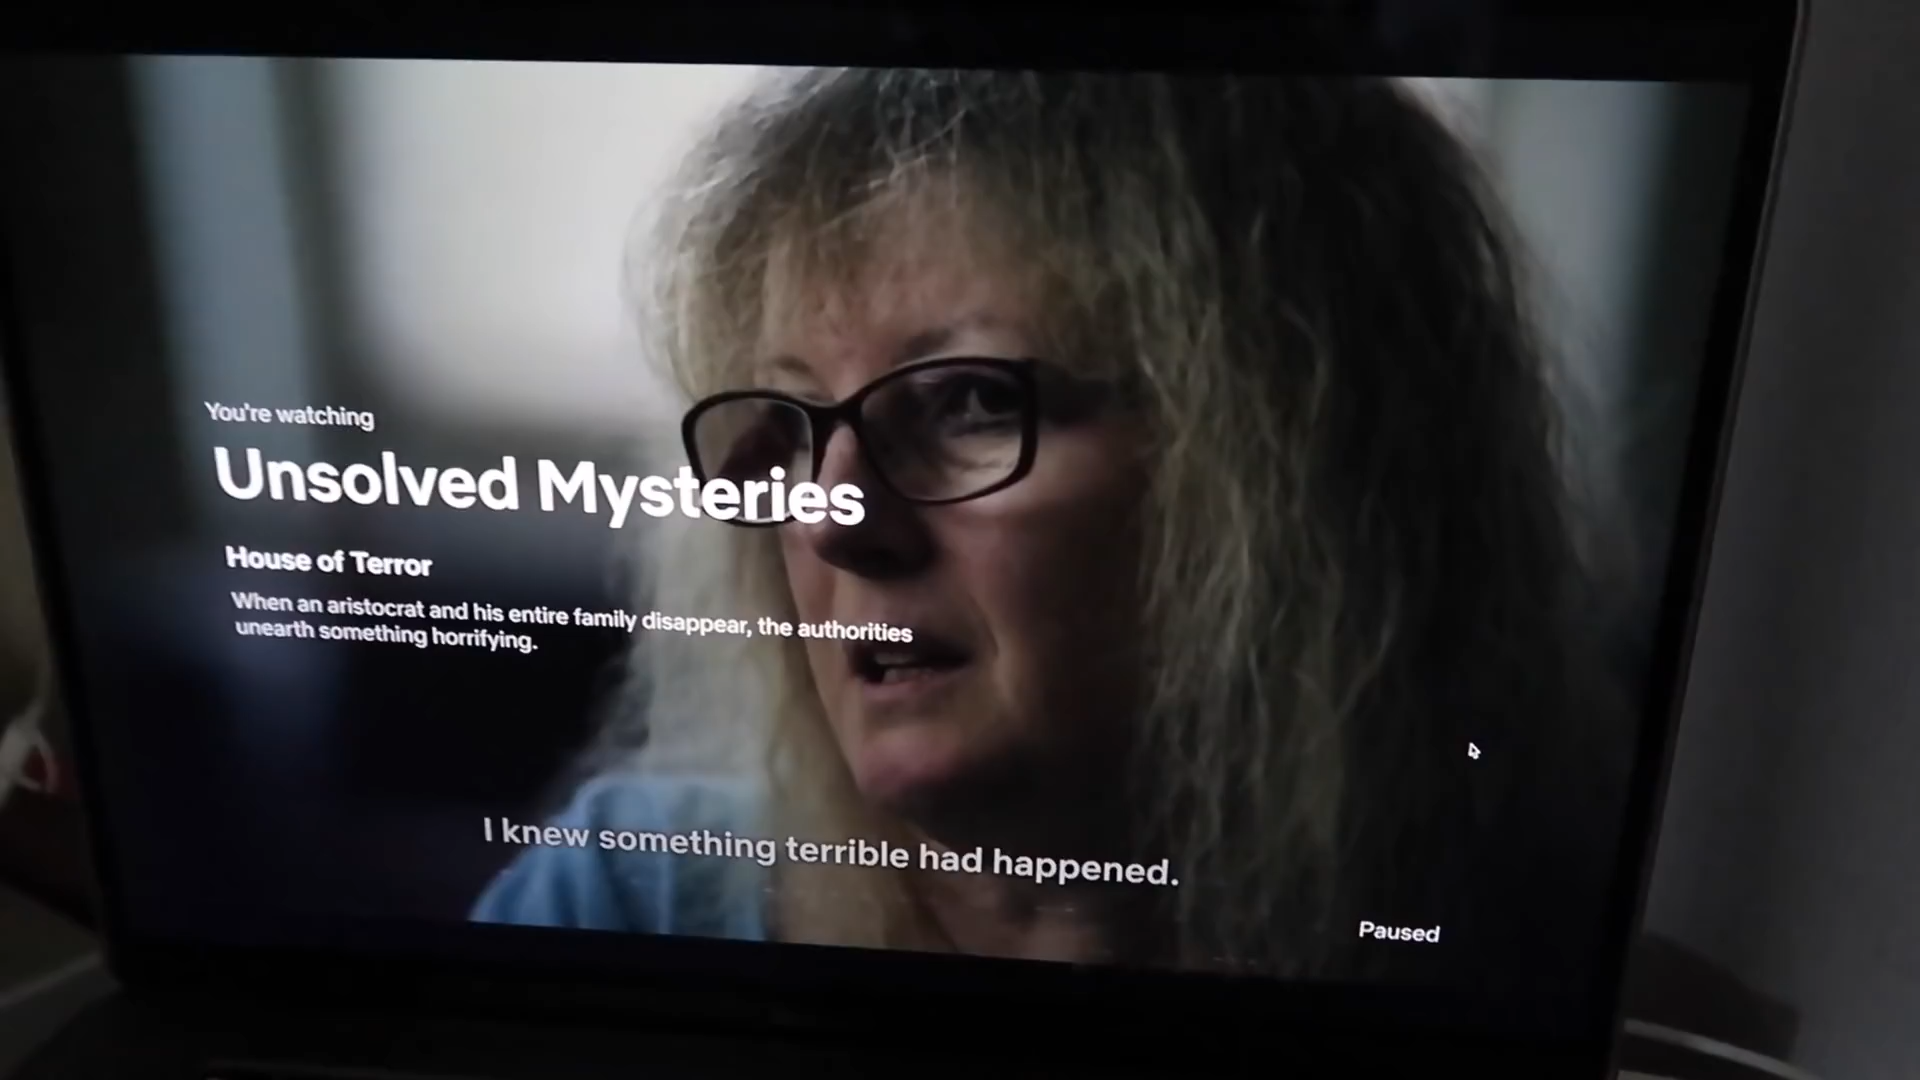 You're watching
Unsolved Mysteries
House of Terror
When an aristocrat and his entire family disappear, the authorities
unearth something horrifying.
I knew something terrible had happened.
Paused